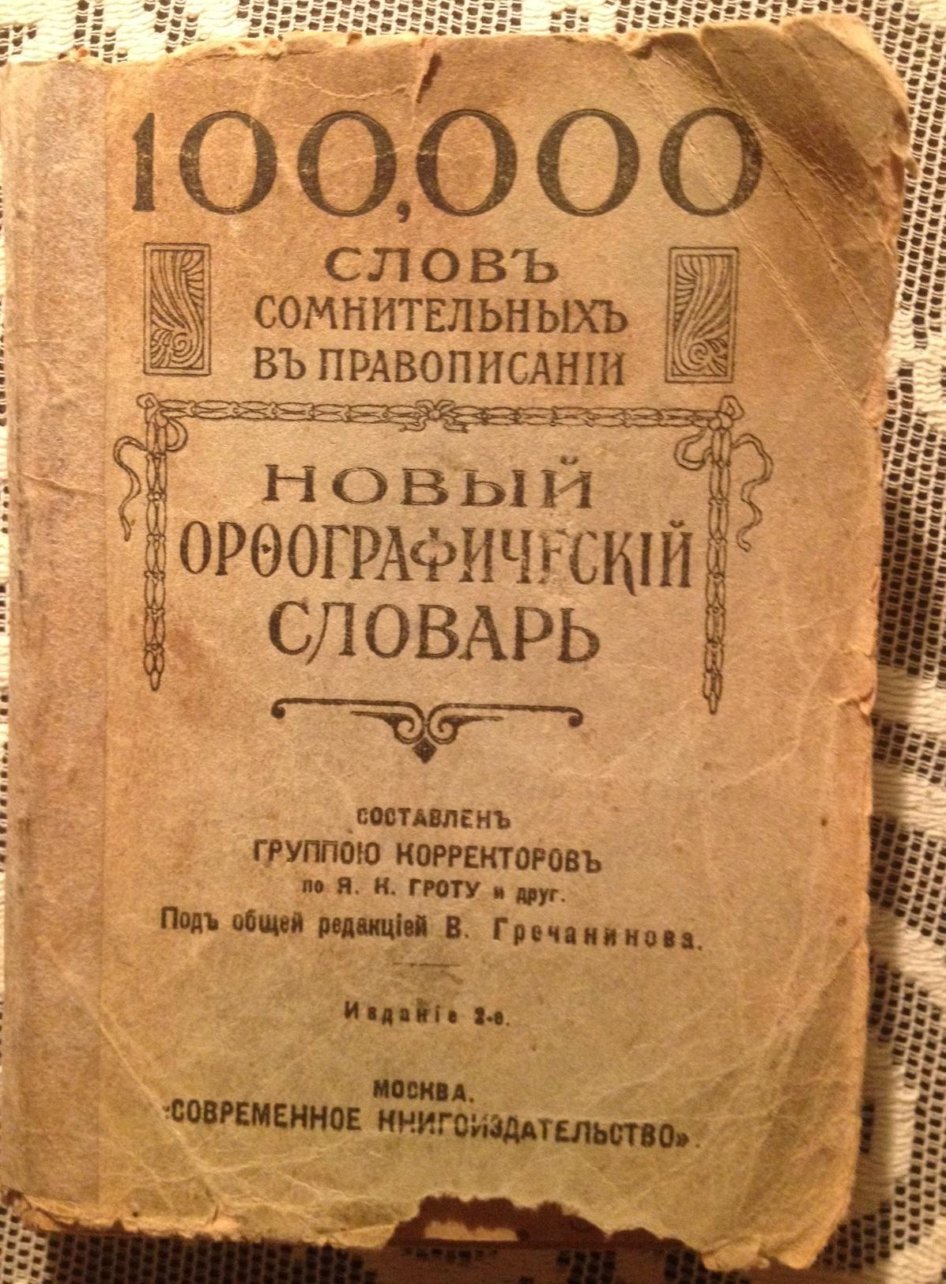 100,000
СЛОВЪ
СОМНИТЕЛЬНЫХЪ
ВЪ ПРАВОПИСАНІИ
НОВЫЙ
ОРѲОГРАФИЧЕСКІЙ
СЛОВАРЬ
СОСТАВЛЕНЪ
ГРУППОЮ КОРРЕКТОРОВЪ
по Я. К. ГРОТУ и друг.
Подъ общей редакціей В. Гречанинова.
Изданіе 2-е.
МОСКВА.
«СОВРЕМЕННОЕ КНИГОИЗДАТЕЛЬСТВО».